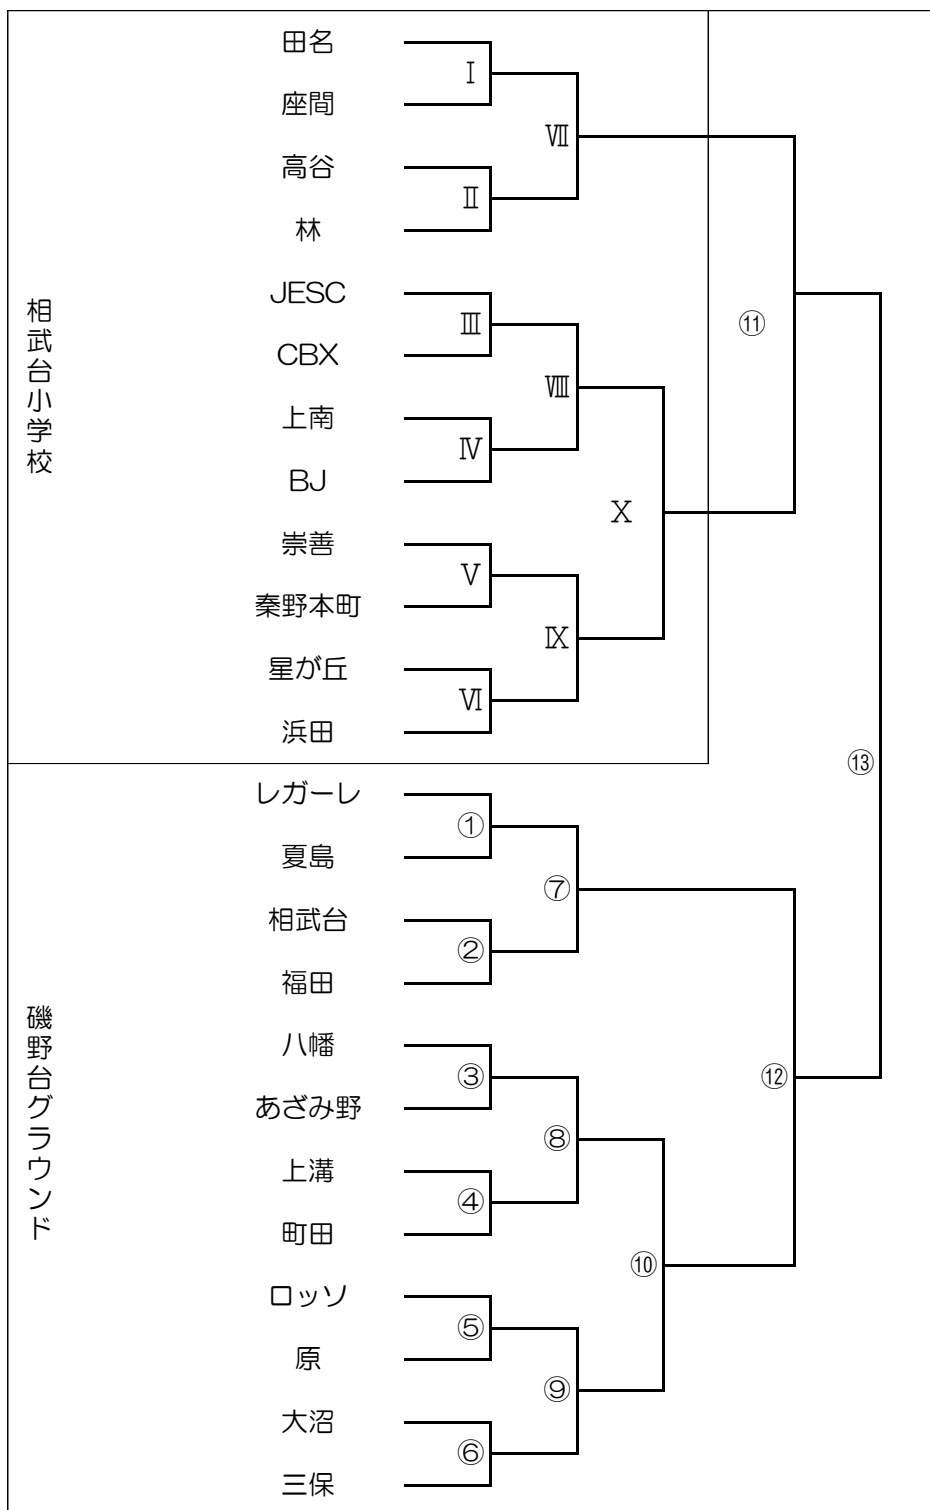 相武台小学校
田名
座間
高谷
林
JESC
CBX
上南
BJ
崇善
秦野本町
星が丘
浜田
Ⅰ
Ⅱ
Ⅲ
Ⅳ
Ⅴ
Ⅵ
Ⅶ
Ⅷ
Ⅸ
Ⅹ
⑪
⑬
磯野台グラウンド
レガーレ
夏島
相武台
福田
八幡
あざみ野
上溝
町田
ロッソ
原
大沼
三保
①
②
③
④
⑤
⑥
⑦
⑧
⑨
⑩
⑫